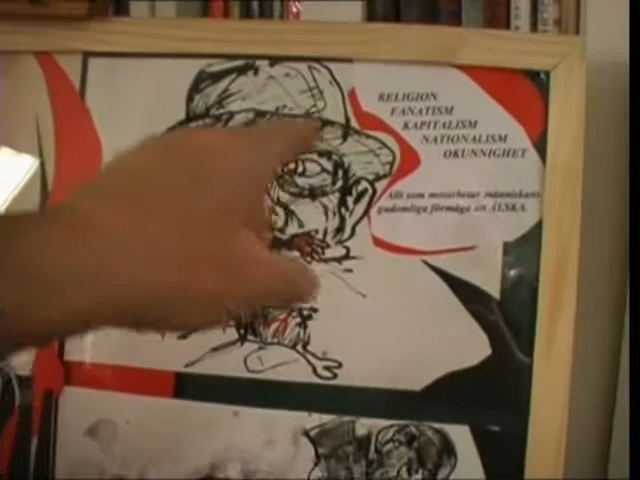 RELIGION
FANATISM
KAPITALISM
NATIONALISM
OKUNNIGHET
Allt som motarbetar människans
gudomliga förmåga att ÄLSKA